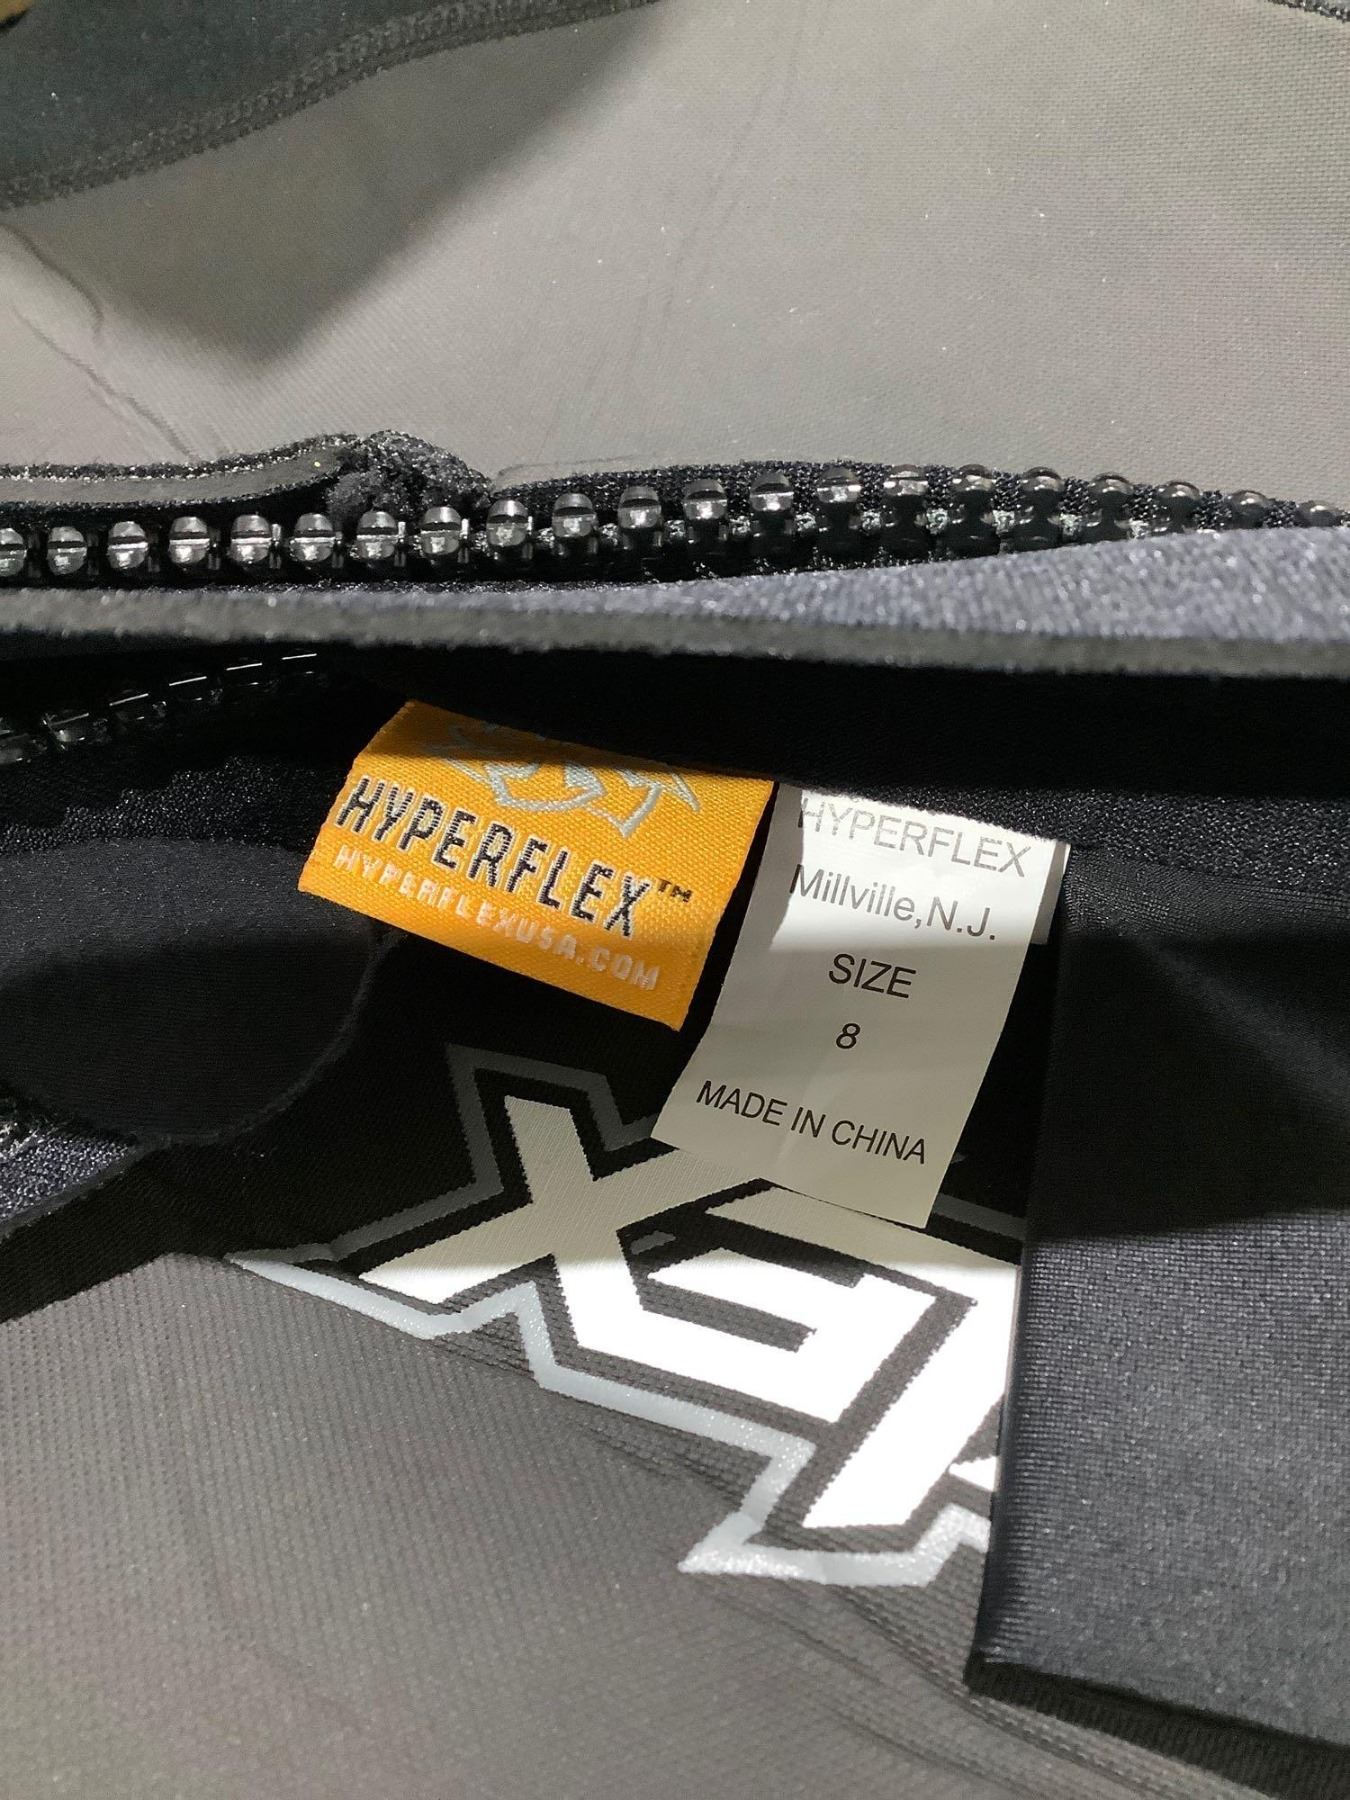 HYPERFLEX™
HYPERFLEXUSA.COM
HYPERFLEX
Millville, N.J.
SIZE
8
MADE IN CHINA